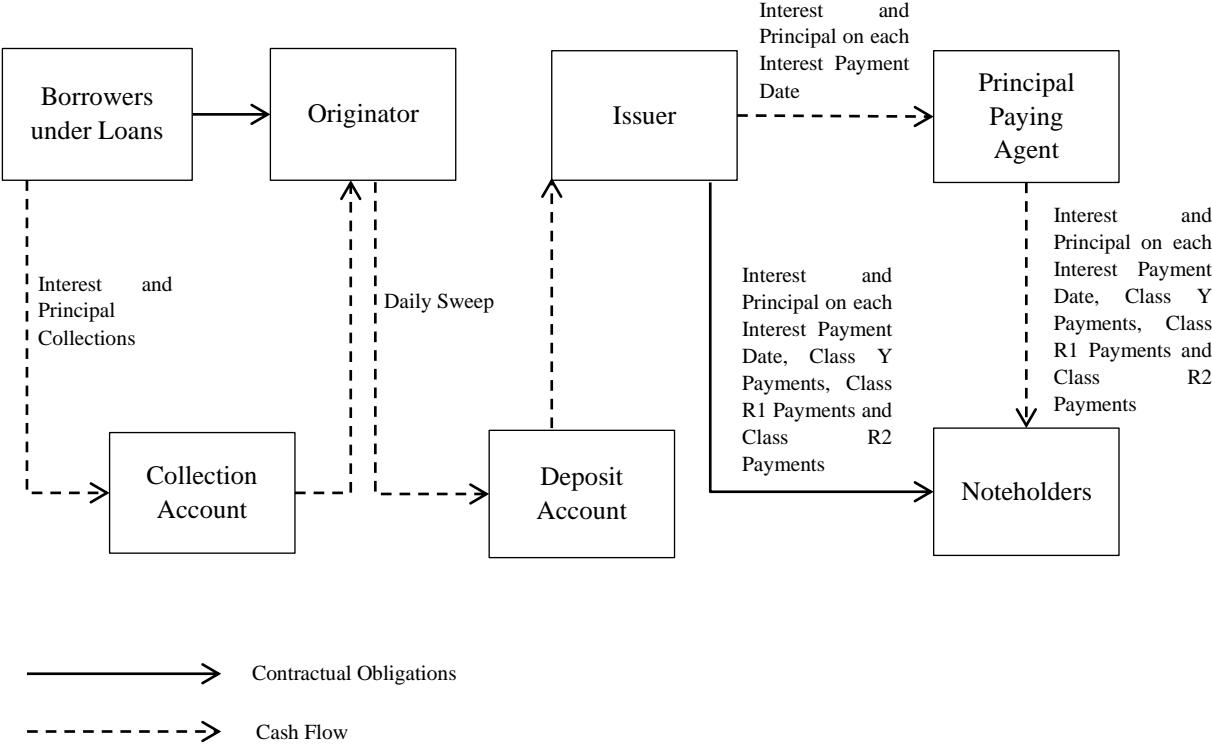 Interest and
Principal on each
Interest Payment
Date
Borrowers
under Loans
Originator
Issuer
Principal
Paying
Agent
Interest and
Principal
Collections
Daily Sweep
Interest and
Principal on each
Interest Payment
Date, Class Y
Payments, Class
R1 Payments and
Class R2
Payments
Interest and
Principal on each
Interest Payment
Date, Class Y
Payments, Class
R1 Payments and
Class R2
Payments
Collection
Account
Deposit
Account
Noteholders
Contractual Obligations
Cash Flow